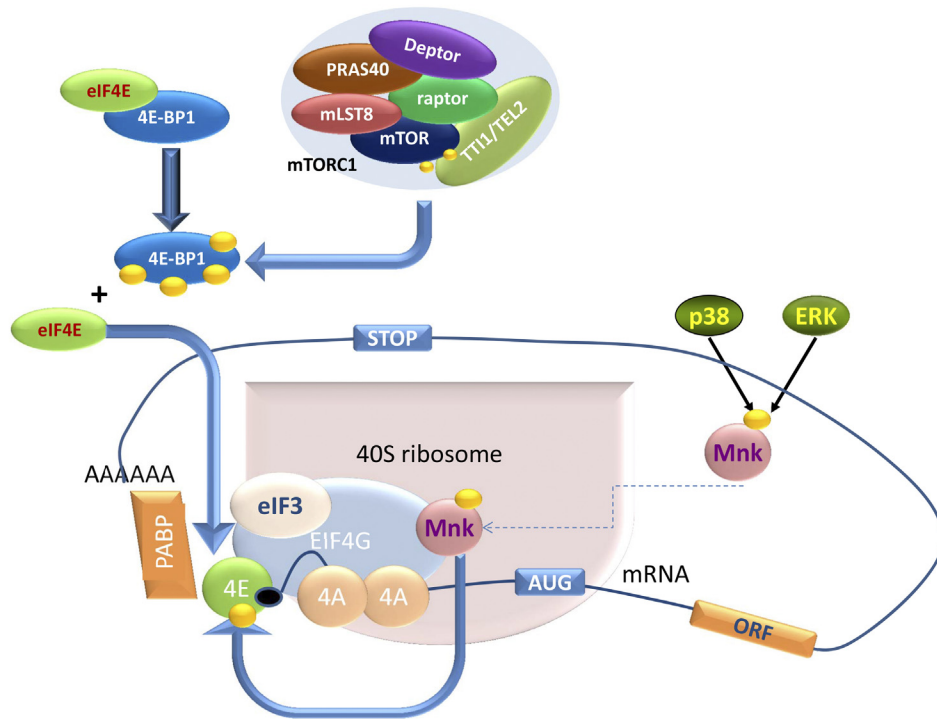 Deptor
PRAS40
eIF4E
raptor
4E-BP1
mLST8
TTI1/TEL2
mTOR
mTORC1
4E-BP1
+
eIF4E
STOP
p38
ERK
Mnk
40S ribosome
AAAAAA
eIF3
Mnk
EIF4G
PABP
4E
4A
4A
AUG
mRNA
ORF